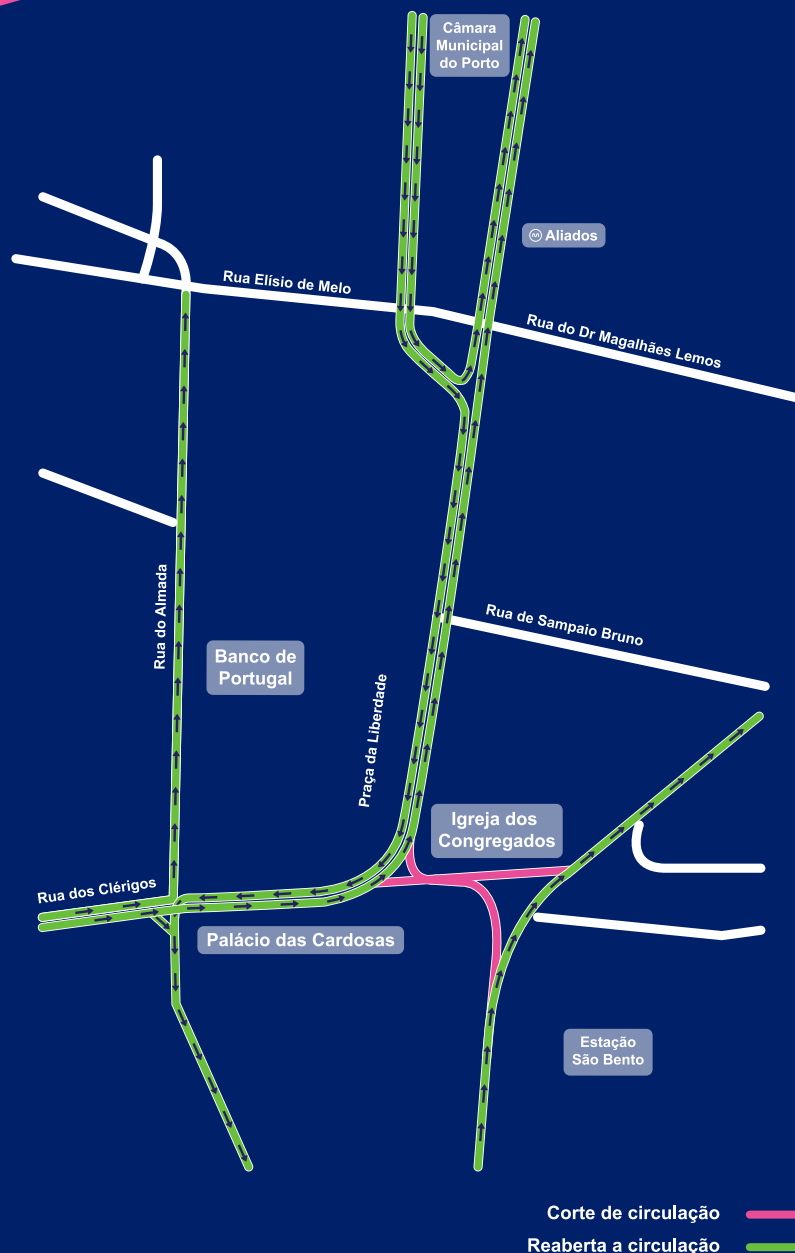 Câmara
Municipal
do Porto
Aliados
Rua Elísio de Melo
Rua do Dr Magalhães Lemos
Rua do Almada
Rua de Sampaio Bruno
Banco de
Portugal
Praça da Liberdade
Igreja dos
Congregados
Rua dos Clérigos
Palácio das Cardosas
Estação
São Bento
Corte de circulação
Reaberta a circulação